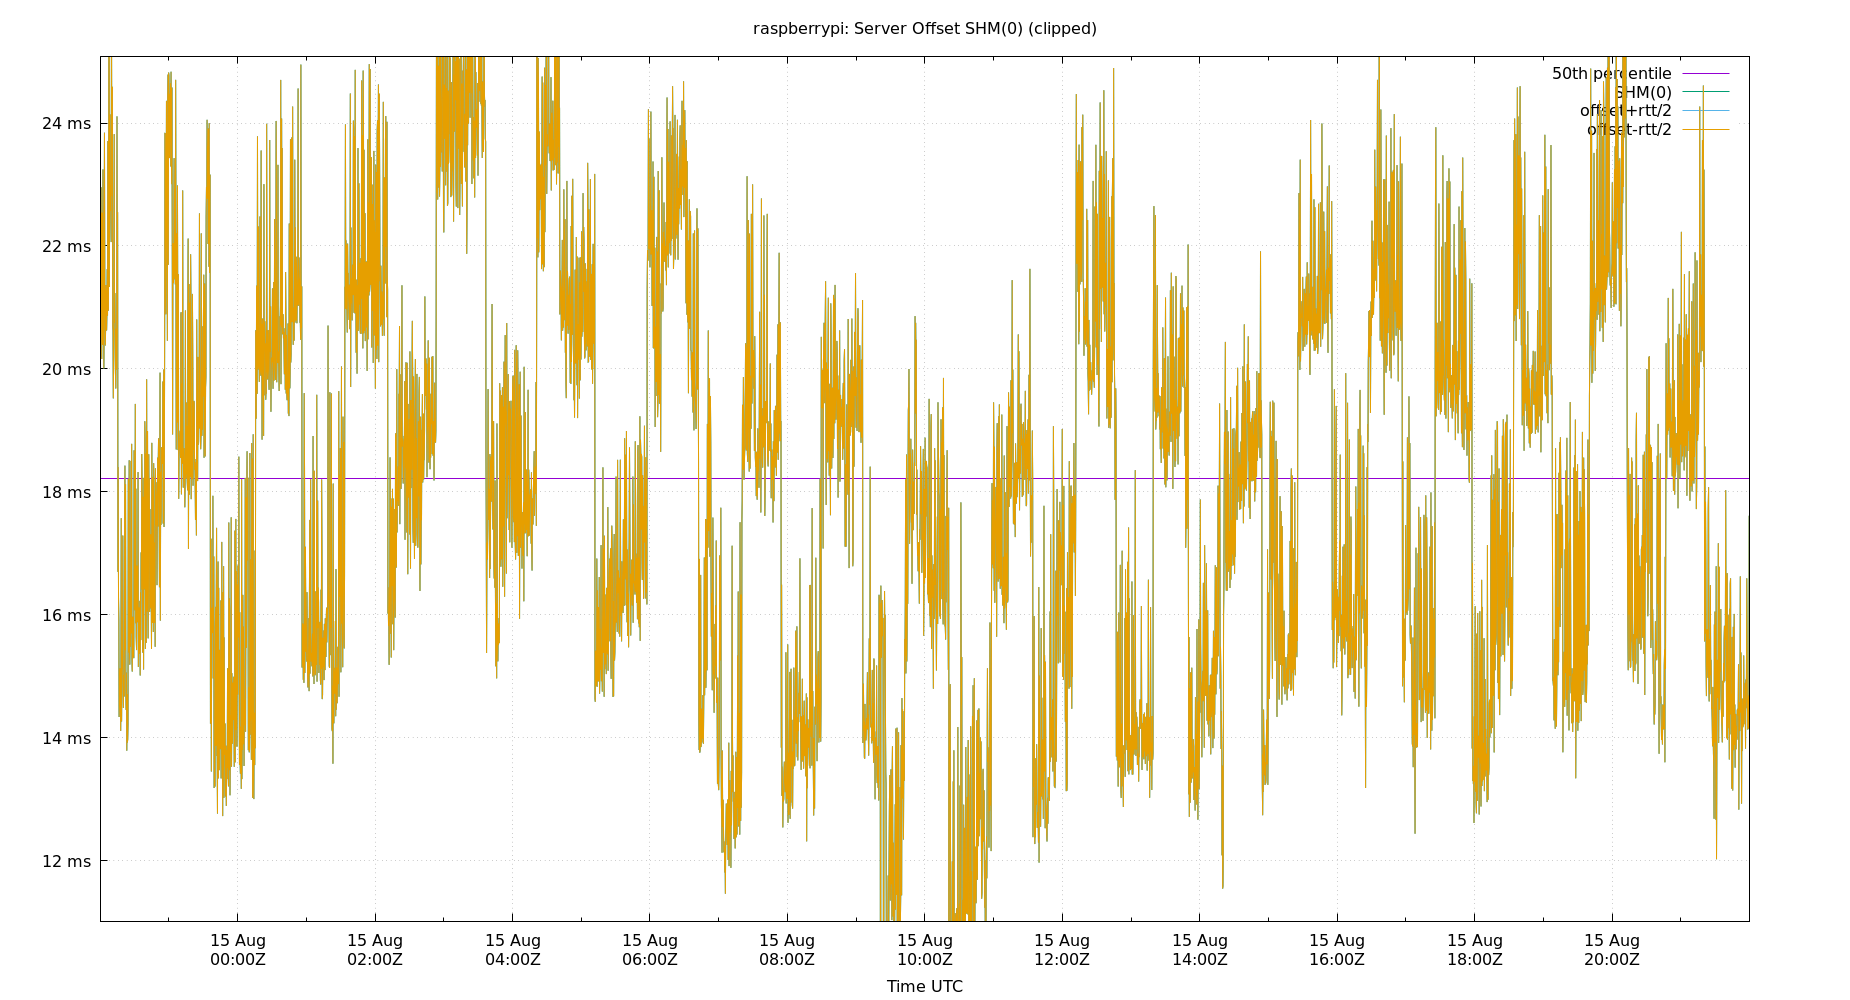 raspberrypi: Server Offset SHM(0) (clipped)
50th percentile
SHM(0)
offset+rtt/2
offset-rtt/2
24 ms
22 ms
20 ms
18 ms
16 ms
14 ms
12 ms
15 Aug 15 Aug 15 Aug 15 Aug 15 Aug 15 Aug 15 Aug 15 Aug 15 Aug 15 Aug 15 Aug
00:00Z 02:00Z 04:00Z 06:00Z 08:00Z 10:00Z 12:00Z 14:00Z 16:00Z 18:00Z 20:00Z
Time UTC